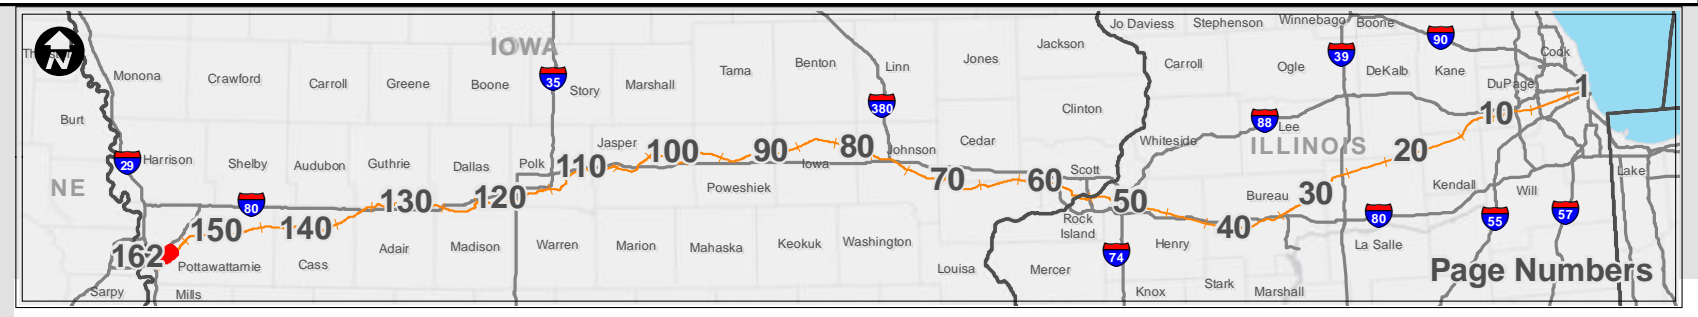 Jo Daviess Stephenson Winnebago Boone
IOWA
Jackson
90
39
Cook
N
Monona Crawford Carroll Greene Boone
35
Story Marshall Tama Benton Linn Jones
Carroll Ogle DeKalb Kane
DuPage 1
380
Clinton
10
Burt
88
Lee
Whiteside
ILLINOIS
29
Harrison Shelby Audubon Guthrie Dallas Polk
Jasper
110 100 90 80
Iowa
Johnson
Cedar
20
Scott
Lake
NE
80
Poweshiek
70 60
50
Bureau 30
Kendall
Will
130 120
162 150 140
Rock
Island
40
80
55
57
Pottawattamie Cass Adair Madison Warren Marion Mahaska Keokuk Washington
74
Henry
La Salle
Louisa Mercer
Page Numbers
Sarpy Mills
Knox Stark Marshall